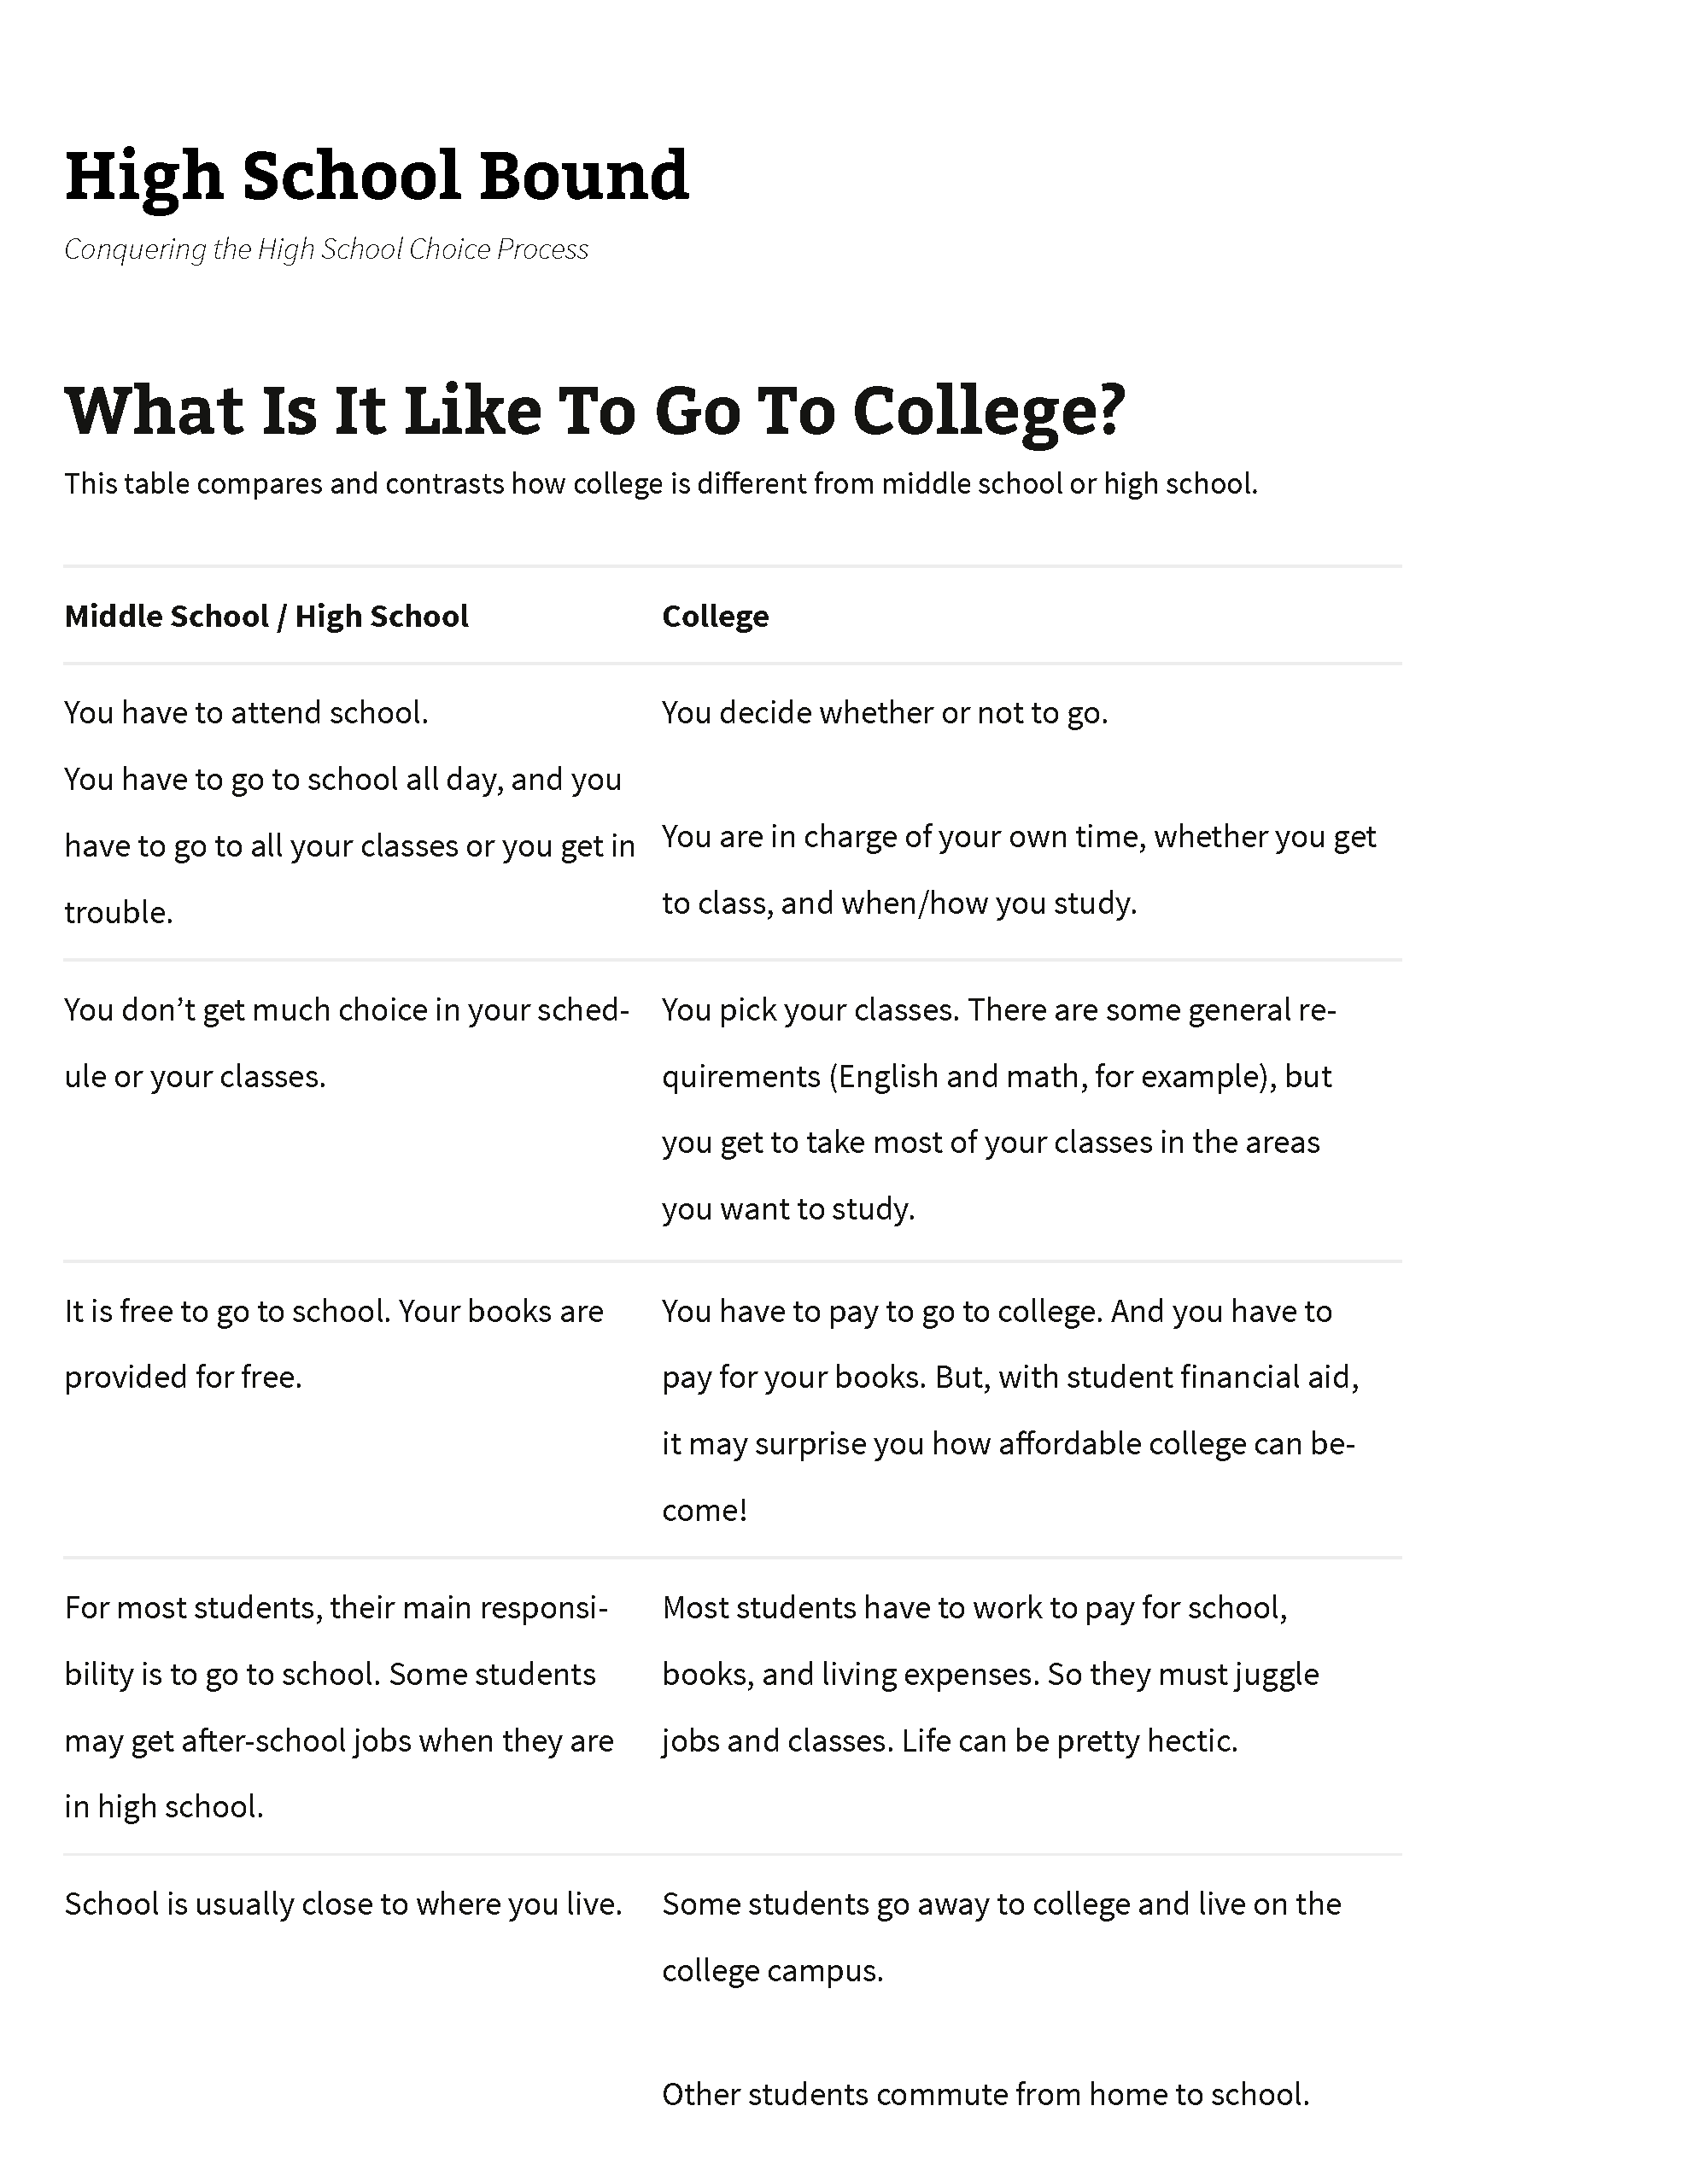 High School Bound
Conquering the High School Choice Process
What Is It Like To Go To College?
This table compares and contrasts how college is different from middle school or high school.
Middle School / High School
College
You have to attend school.
You have to go to school all day, and you
have to go to all your classes or you get in
trouble.
You decide whether or not to go.
You are in charge of your own time, whether you get
to class, and when/how you study.
You don’t get much choice in your sched-
ule or your classes.
You pick your classes. There are some general re-
quirements (English and math, for example), but
you get to take most of your classes in the areas
you want to study.
It is free to go to school. Your books are
provided for free.
You have to pay to go to college. And you have to
pay for your books. But, with student financial aid,
it may surprise you how affordable college can be-
come!
For most students, their main responsi-
bility is to go to school. Some students
may get after-school jobs when they are
in high school.
Most students have to work to pay for school,
books, and living expenses. So they must juggle
jobs and classes. Life can be pretty hectic.
School is usually close to where you live.
Some students go away to college and live on the
college campus.
Other students commute from home to school.